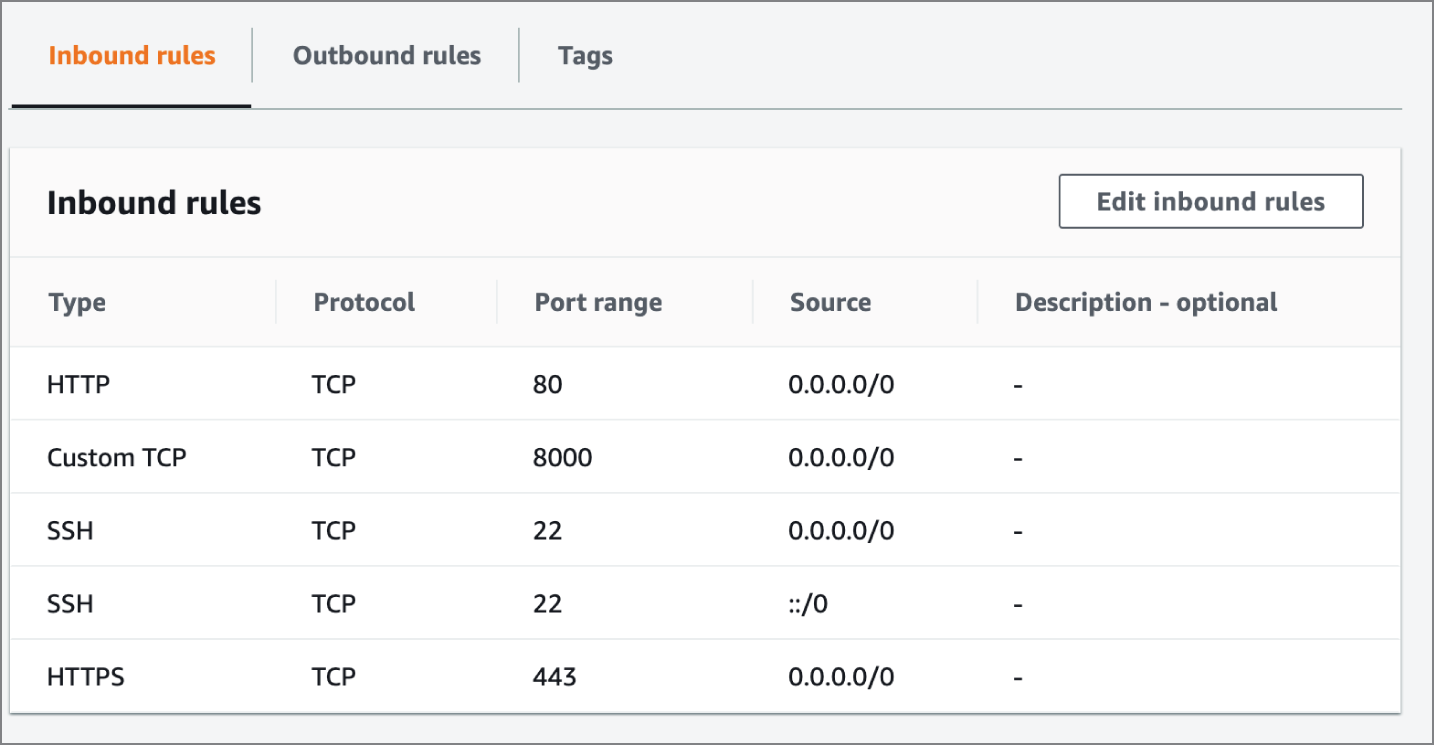 Inbound rules Outbound rules Tags
Inbound rules Edit inbound rules
Type Protocol Port range Source Description - optional
HTTP TCP 80 0.0.0.0/0 -
Custom TCP TCP 8000 0.0.0.0/0 -
SSH TCP 22 0.0.0.0/0 -
SSH TCP 22 ::/0 -
HTTPS TCP 443 0.0.0.0/0 -